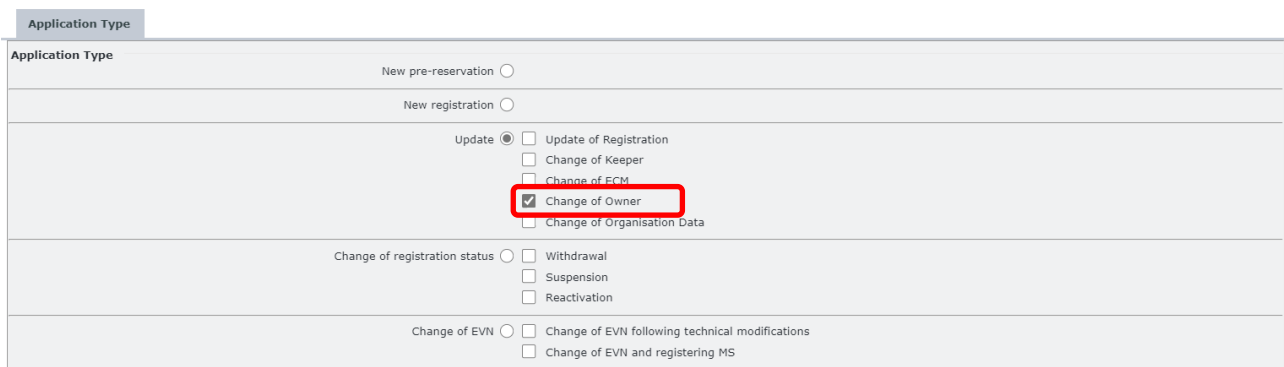 Application Type
Application Type
New pre-reservation
New registration
Update Update of Registration
Change of Keeper
Change of ECM
Change of Owner
Change of Organisation Data
Change of registration status Withdrawal
Suspension
Reactivation
Change of EVN Change of EVN following technical modifications
Change of EVN and registering MS